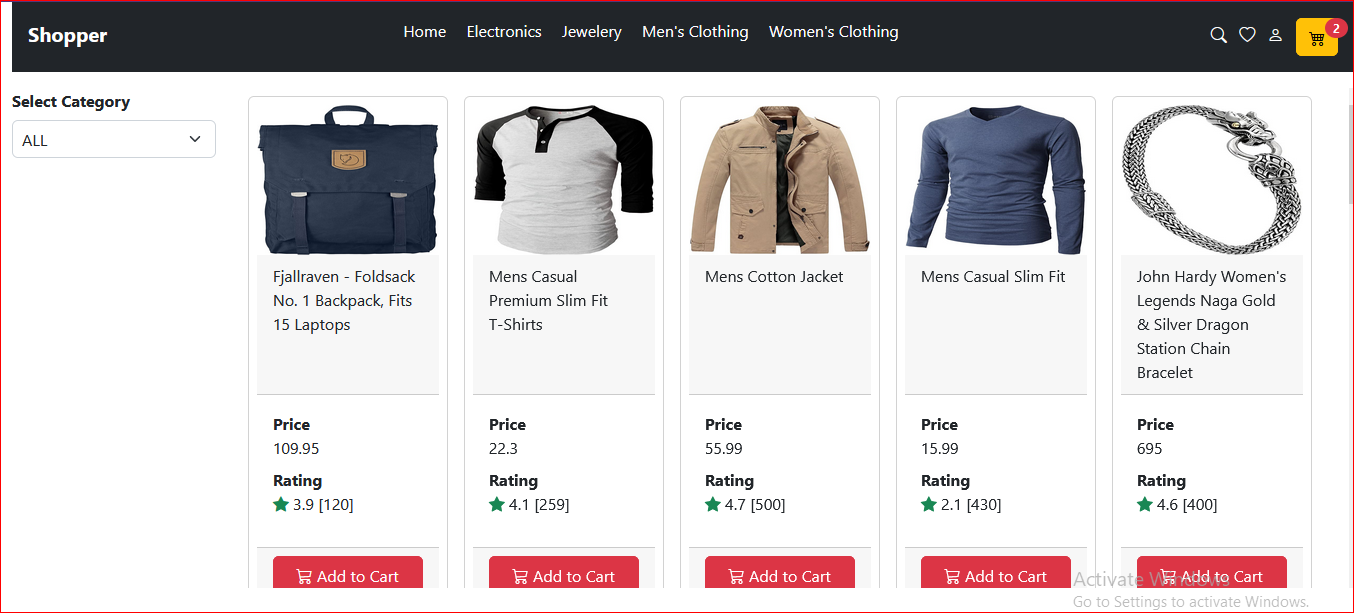 Shopper
Home Electronics Jewelery Men's Clothing Women's Clothing
2
Select Category
ALL
Fjallraven - Foldsack
No. 1 Backpack, Fits
15 Laptops
Price
109.95
Rating
3.9 [120]
Add to Cart
Mens Casual
Premium Slim Fit
T-Shirts
Price
22.3
Rating
4.1 [259]
Add to Cart
Mens Cotton Jacket
Price
55.99
Rating
4.7 [500]
Add to Cart
Mens Casual Slim Fit
Price
15.99
Rating
2.1 [430]
Add to Cart
John Hardy Women's
Legends Naga Gold
& Silver Dragon
Station Chain
Bracelet
Price
695
Rating
4.6 [400]
Add to Cart
Activate Windows
Go to Settings to activate Windows.